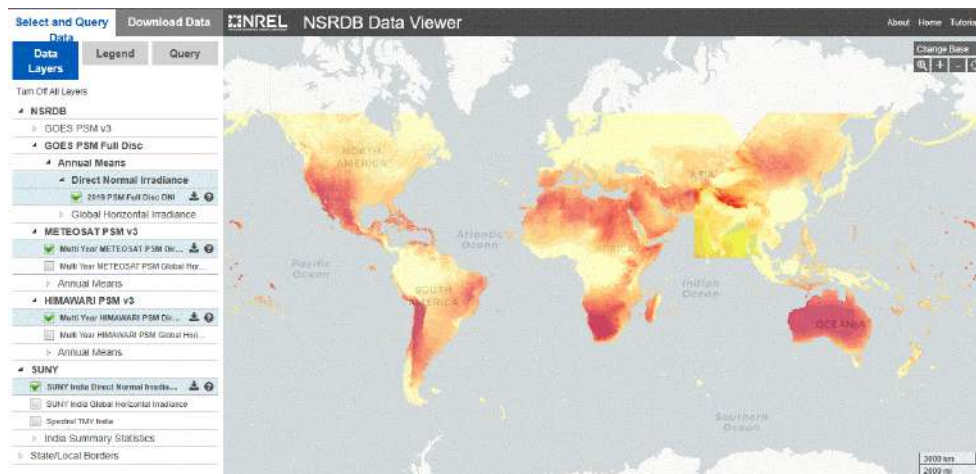 Select and Query Data
Download Data
NREL
NSRDB Data Viewer
About Home Tutorial
Data Layers
Legend
Query
Turn Off All Layers
NSRDB
GOES PSM v3
GOES PSM Full Disc
Annual Means
Direct Normal Irradiance
2019 PSM Full Disc DNI
Global Horizontal Irradiance
METEOSAT PSM v3
Multi Year METEOSAT PSM Dir...
Multi Year METEOSAT PSM Global Hor...
Annual Means
HIMAWARI PSM v3
Multi Year HIMAWARI PSM Dir...
Multi Year HIMAWARI PSM Global Hori...
Annual Means
SUNY
SUNY India Direct Normal Irradia...
SUNY India Global Horizontal Irradiance
Spectral TMY India
India Summary Statistics
State/Local Borders
Change Base
NORTH
AMERICA
ASIA
Atlantic
Ocean
AFRICA
Pacific
Ocean
Indian
Ocean
SOUTH
AMERICA
OCEANIA
Southern
Ocean
3000 km
2000 mi